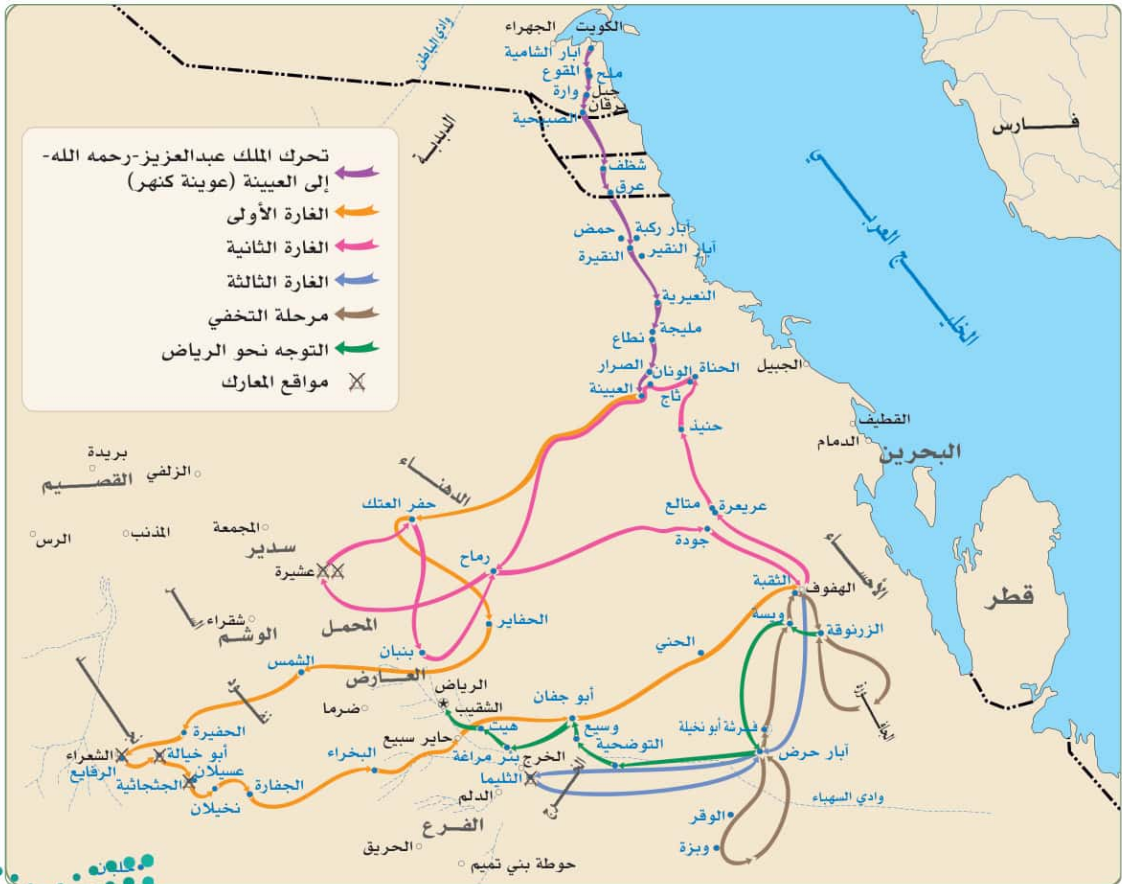 الجهراء
الكويت
آبار الشامية
المقوع
ملح
وارة
جبل
برقان
الصبيحية
وادي الباطن
الدبدبة
فارس
شظف
عرق
آبار ركبة
حمض
آبار النقير
النقيرة
الخليج العربي
النعيرية
مليجة
نطاع
الصرار
الونان
الحناة
العيينة
ثاج
الجبيل
حنيذ
القطيف
الدمام
البحرين
تحرك الملك عبدالعزيز-رحمه الله-
إلى العيينة (عوينة كنهر)
الغارة الأولى
الغارة الثانية
الغارة الثالثة
مرحلة التخفي
التوجه نحو الرياض
مواقع المعارك
بريدة
الزلفي
القصيم
الدهناء
حفر العتك
متالع
عريعرة
جودة
المجمعة
المذنب
الرس
سدير
عشيرة
رماح
الأحساء
الثقبة
الهفوف
قطر
شقراء
الوشم
المحمل
الحفاير
ويسة
الزرنوقة
بنبان
الحني
الشمس
العارض
الرياض
الشقيب
أبو جفان
ضرما
الحفيرة
هيت
وسيع
حاير سبيع
التوضحية
فرثة أبو نخيلة
آبار حرض
الشعراء
أبو خيالة
البخراء
بئر مراغة
الخرج
الرفايع
عسيلان
الجثجاثية
الجفارة
الثليما
نخيلان
الدلم
وادي السهباء
الفرع
الوقر
الحريق
ويزة
حوطة بني تميم
حلبان